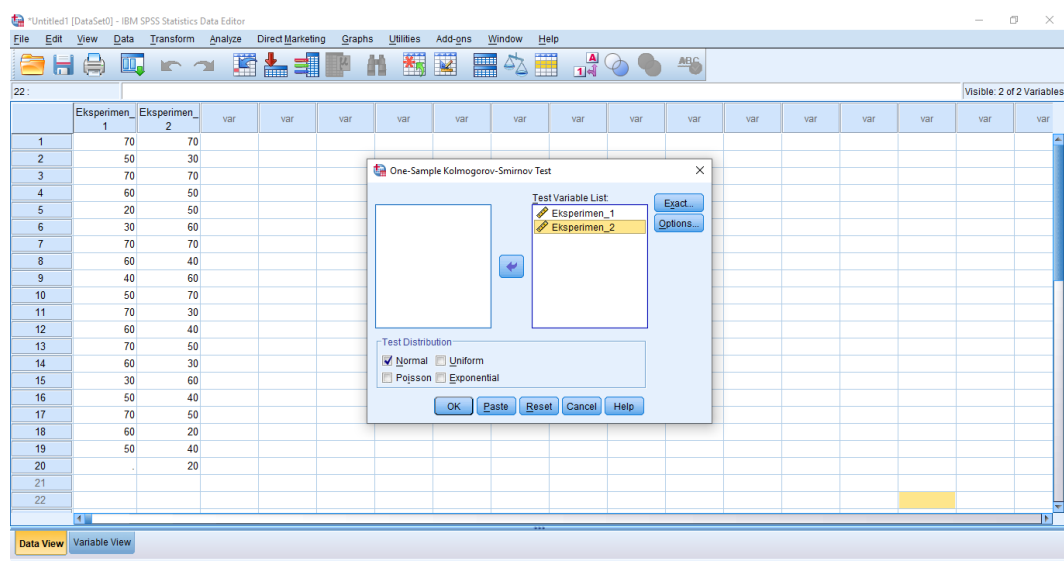 *Untitled1 [DataSet0] - IBM SPSS Statistics Data Editor
File Edit View Data Transform Analyze Direct Marketing Graphs Utilities Add-ons Window Help
22 :
Visible: 2 of 2 Variables
Eksperimen_1 Eksperimen_2 var var var var var var var var var var var var var var var
1 70 70
2 50 30
3 70 70
4 60 50
5 20 50
6 30 60
7 70 70
8 60 40
9 40 60
10 50 70
11 70 30
12 60 40
13 70 50
14 60 30
15 30 60
16 50 40
17 70 50
18 60 20
19 50 40
20 . 20
21
22
One-Sample Kolmogorov-Smirnov Test
Test Variable List:
Eksperimen_1
Eksperimen_2
Exact...
Options...
Test Distribution
Normal Uniform
Poisson Exponential
OK Paste Reset Cancel Help
Data View Variable View